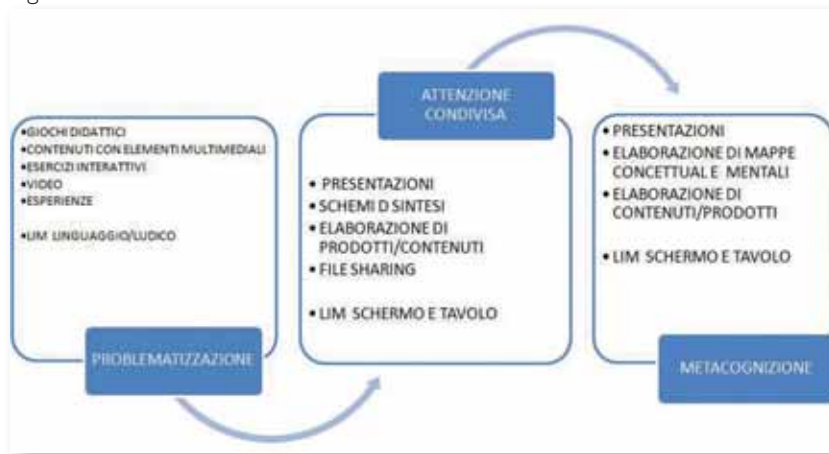 •GIOCHI DIDATTICI
•CONTENUTI CON ELEMENTI MULTIMEDIALI
•ESERCIZI INTERATTIVI
•VIDEO
•ESPERIENZE
•LIM LINGUAGGIO/LUDICO
PROBLEMATIZZAZIONE
ATTENZIONE
CONDIVISA
• PRESENTAZIONI
• SCHEMI D SINTESI
• ELABORAZIONE DI
PRODOTTI/CONTENUTI
• FILE SHARING
• LIM SCHERMO E TAVOLO
• PRESENTAZIONI
• ELABORAZIONE DI MAPPE
CONCETTUAL E MENTALI
• ELABORAZIONE DI
CONTENUTI/PRODOTTI
• LIM SCHERMO E TAVOLO
METACOGNIZIONE